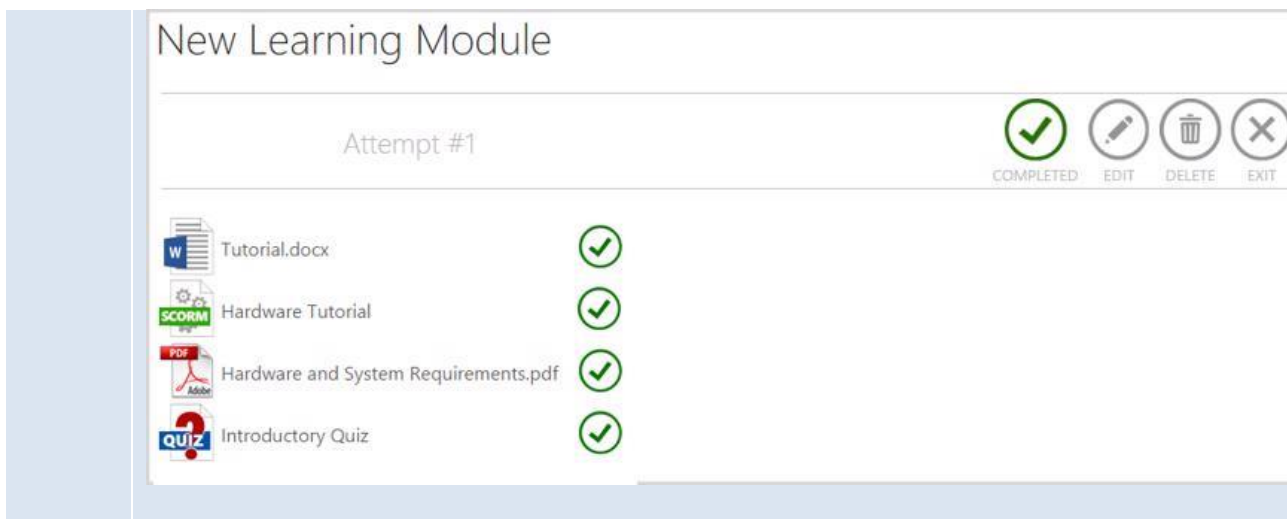 New Learning Module
Attempt #1
COMPLETED EDIT DELETE EXIT
W Tutorial.docx
SCORM Hardware Tutorial
PDF Adobe Hardware and System Requirements.pdf
QUIZ Introductory Quiz